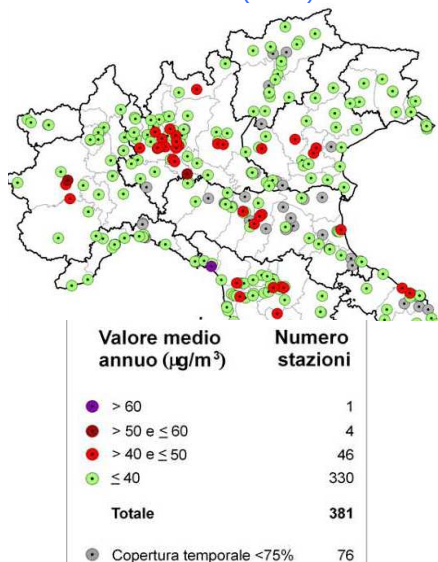 Valore medio Numero
annuo (µg/m³) stazioni
> 60 1
> 50 e ≤ 60 4
> 40 e ≤ 50 46
≤ 40 330
Totale 381
Copertura temporale <75% 76